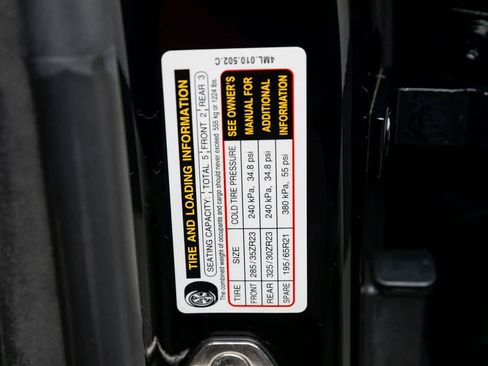 TIRE AND LOADING INFORMATION
SEATING CAPACITY: TOTAL 5 FRONT 2 REAR 3
The combined weight of occupants and cargo should never exceed 555 kg or 1224 lbs.
TIRE SIZE COLD TIRE PRESSURE SEE OWNER'S
FRONT 285/35ZR23 240 kPa, 34.8 psi MANUAL FOR
REAR 325/30ZR23 240 kPa, 34.8 psi ADDITIONAL
SPARE 195/65R21 380 kPa, 55 psi INFORMATION
4ML.010.502.C